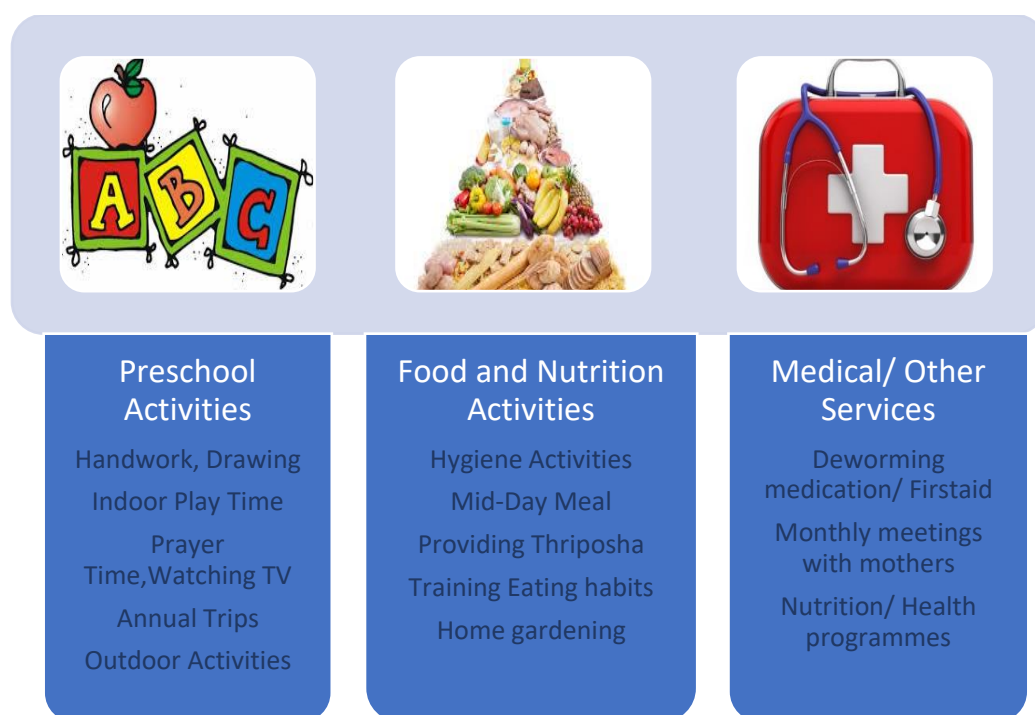 A B C
Preschool
Activities
Handwork, Drawing
Indoor Play Time
Prayer
Time,Watching TV
Annual Trips
Outdoor Activities
Food and Nutrition
Activities
Hygiene Activities
Mid-Day Meal
Providing Thriposha
Training Eating habits
Home gardening
Medical/ Other
Services
Deworming
medication/ Firstaid
Monthly meetings
with mothers
Nutrition/ Health
programmes